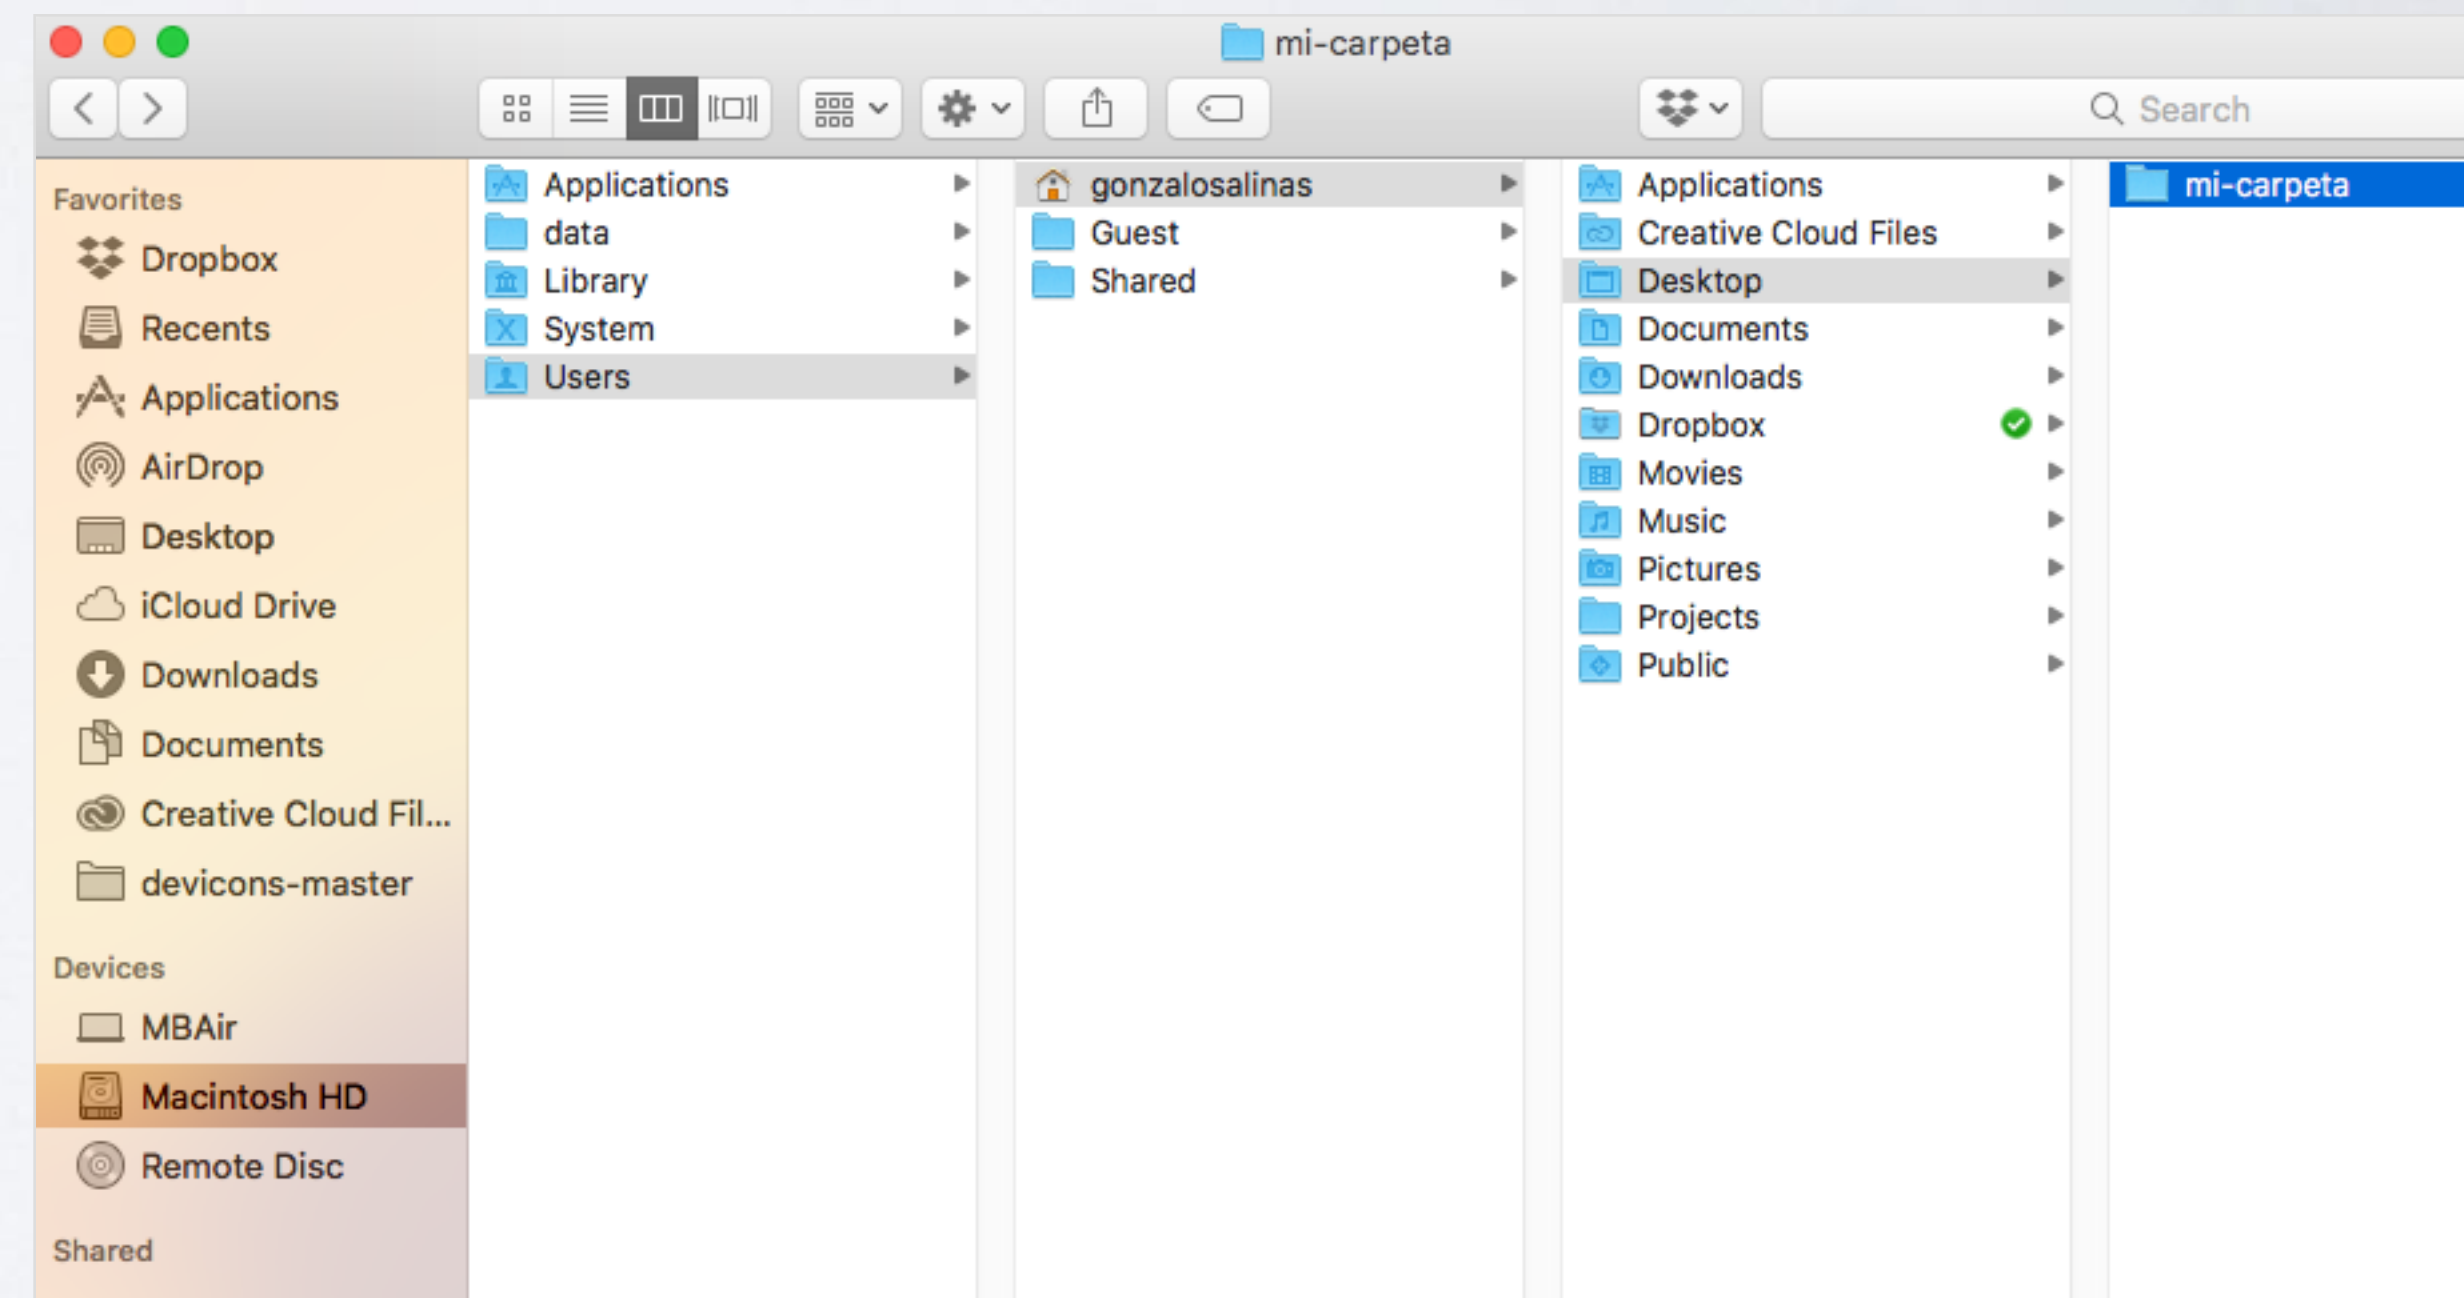 mi-carpeta
Search
Favorites
Dropbox
Recents
Applications
AirDrop
Desktop
iCloud Drive
Downloads
Documents
Creative Cloud Fil...
devicons-master
Devices
MBAir
Macintosh HD
Remote Disc
Shared
Applications
data
Library
System
Users
gonzalosalinas
Guest
Shared
Applications
Creative Cloud Files
Desktop
Documents
Downloads
Dropbox
Movies
Music
Pictures
Projects
Public
mi-carpeta